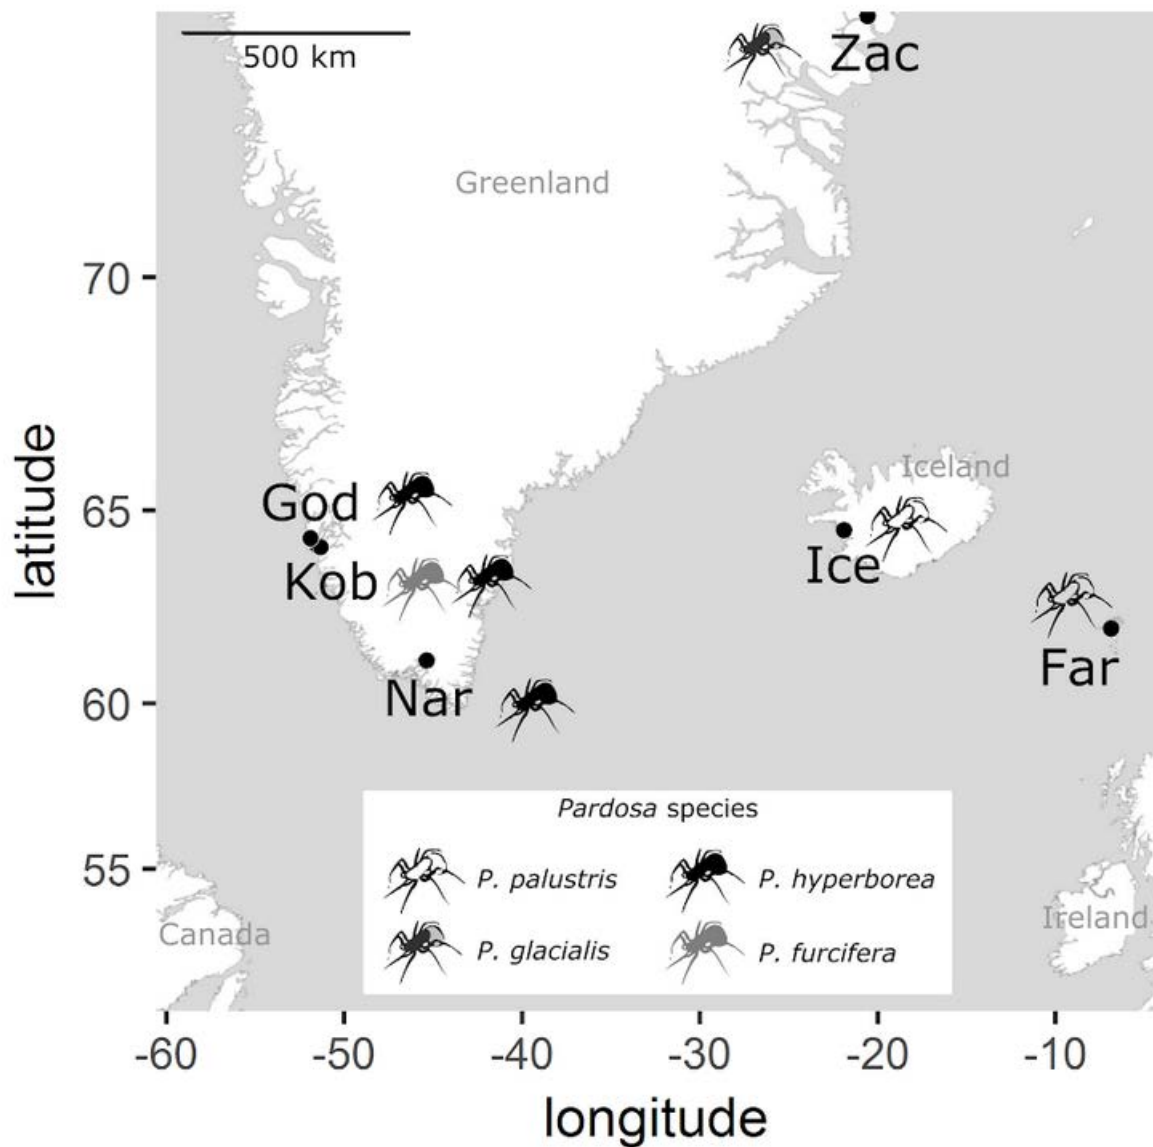 500 km
Zac
Greenland
70
God
65
Iceland
Kob
Ice
Far
Nar
60
Pardosa species
P. palustris
P. hyperborea
55
P. glacialis
P. furcifera
Canada
Ireland
latitude
-60
-50
-40
-30
-20
-10
longitude